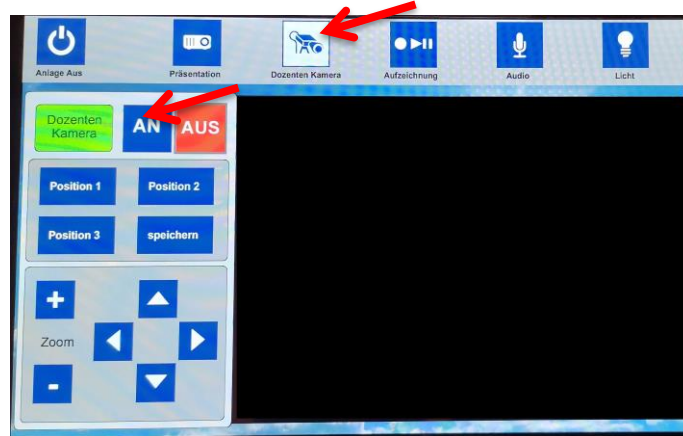 Anlage Aus
Präsentation
Dozenten Kamera
Aufzeichnung
Audio
Licht
Dozenten
Kamera
AN
AUS
Position 1
Position 2
Position 3
speichern
+
Zoom
-